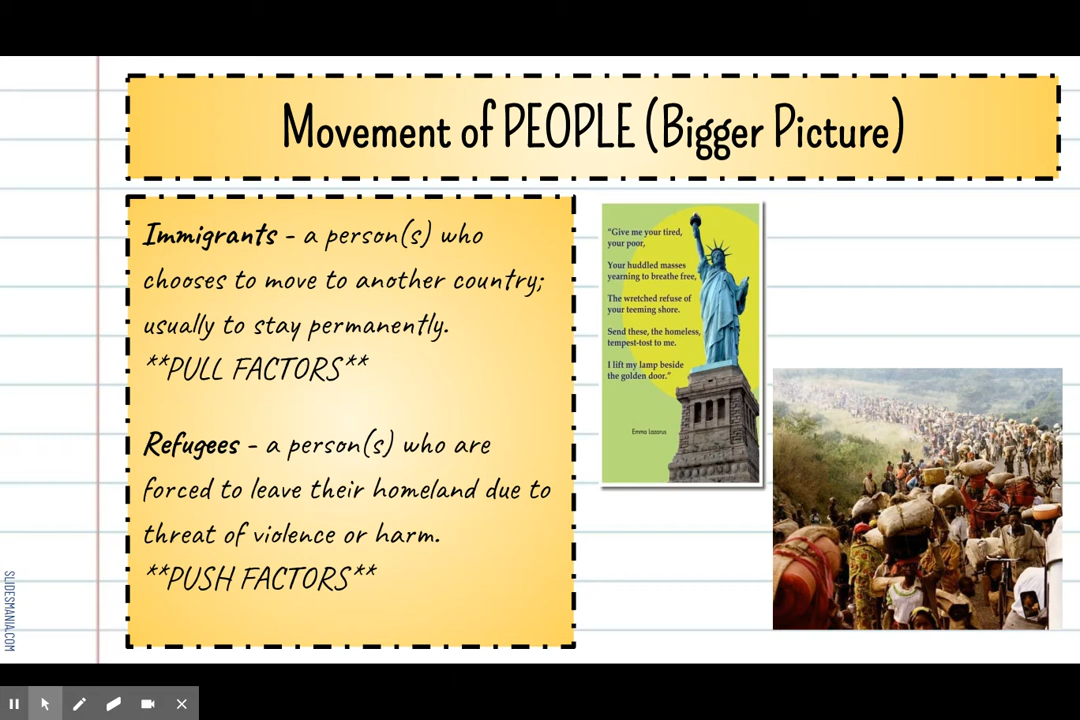 Movement of PEOPLE (Bigger Picture)
Immigrants - a person(s) who
chooses to move to another country;
usually to stay permanently.
**PULL FACTORS**
Refugees - a person(s) who are
forced to leave their homeland due to
threat of violence or harm.
**PUSH FACTORS**
"Give me your tired,
your poor,
Your huddled masses
yearning to breathe free,
The wretched refuse of
your teeming shore.
Send these, the homeless,
tempest-tost to me.
I lift my lamp beside
the golden door."
Emma Lazarus
SLIDESMANIA.COM